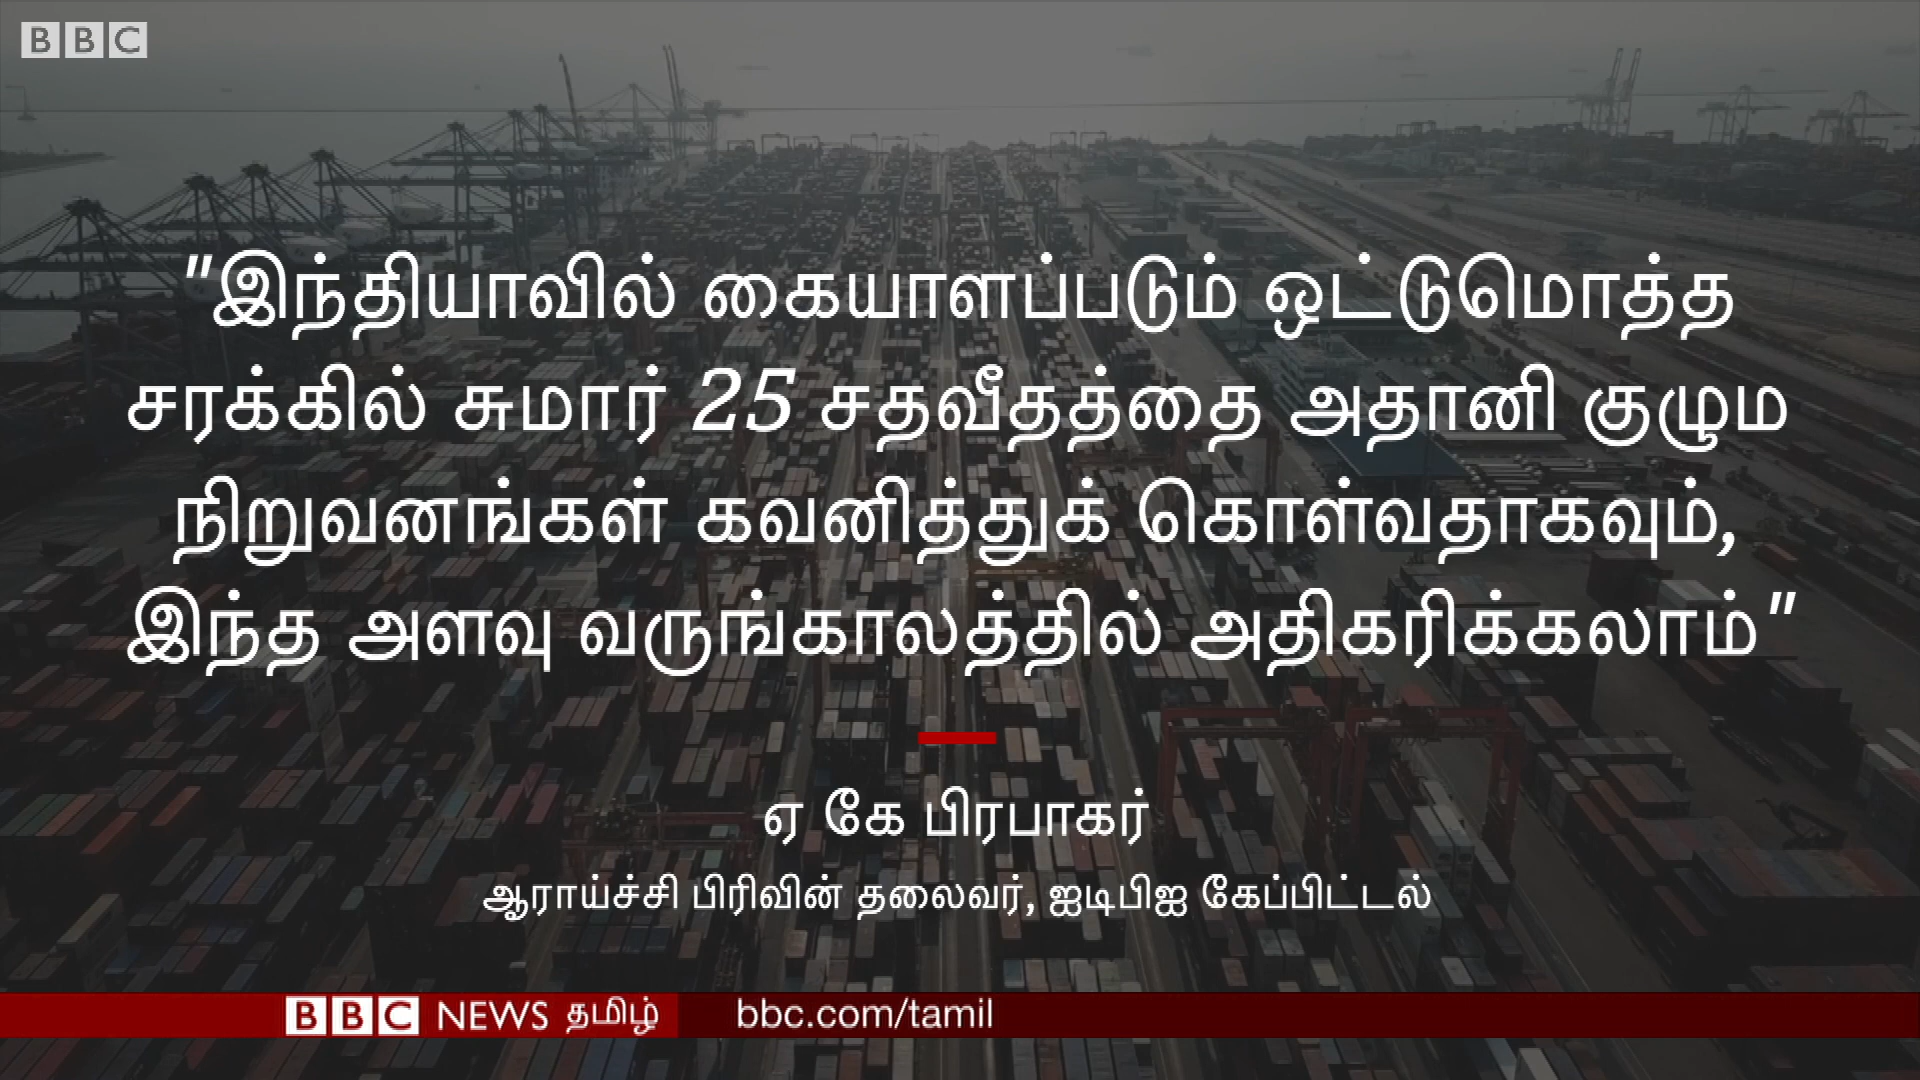 BBC
"இந்தியாவில் கையாளப்படும் ஒட்டுமொத்த
சரக்கில் சுமார் 25 சதவீதத்தை அதானி குழும
நிறுவனங்கள் கவனித்துக் கொள்வதாகவும்,
இந்த அளவு வருங்காலத்தில் அதிகரிக்கலாம்"
ஏ கே பிரபாகர்
ஆராய்ச்சி பிரிவின் தலைவர், ஐடிபிஐ கேப்பிட்டல்
BBC NEWS தமிழ் bbc.com/tamil